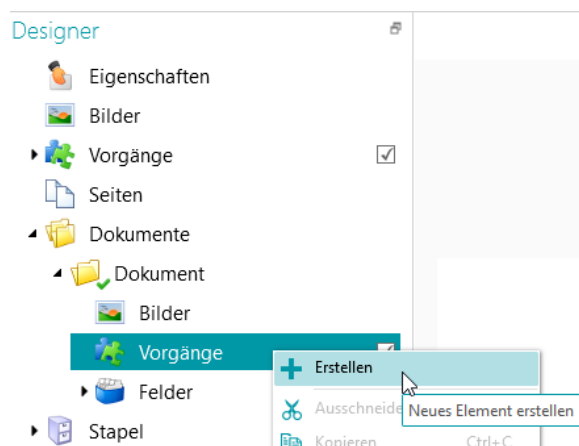 Designer
Eigenschaften
Bilder
Vorgänge
Seiten
Dokumente
Dokument
Bilder
Vorgänge
Erstellen
Felder
Ausschneide
Neues Element erstellen
Stapel
Kopieren Ctrl+C